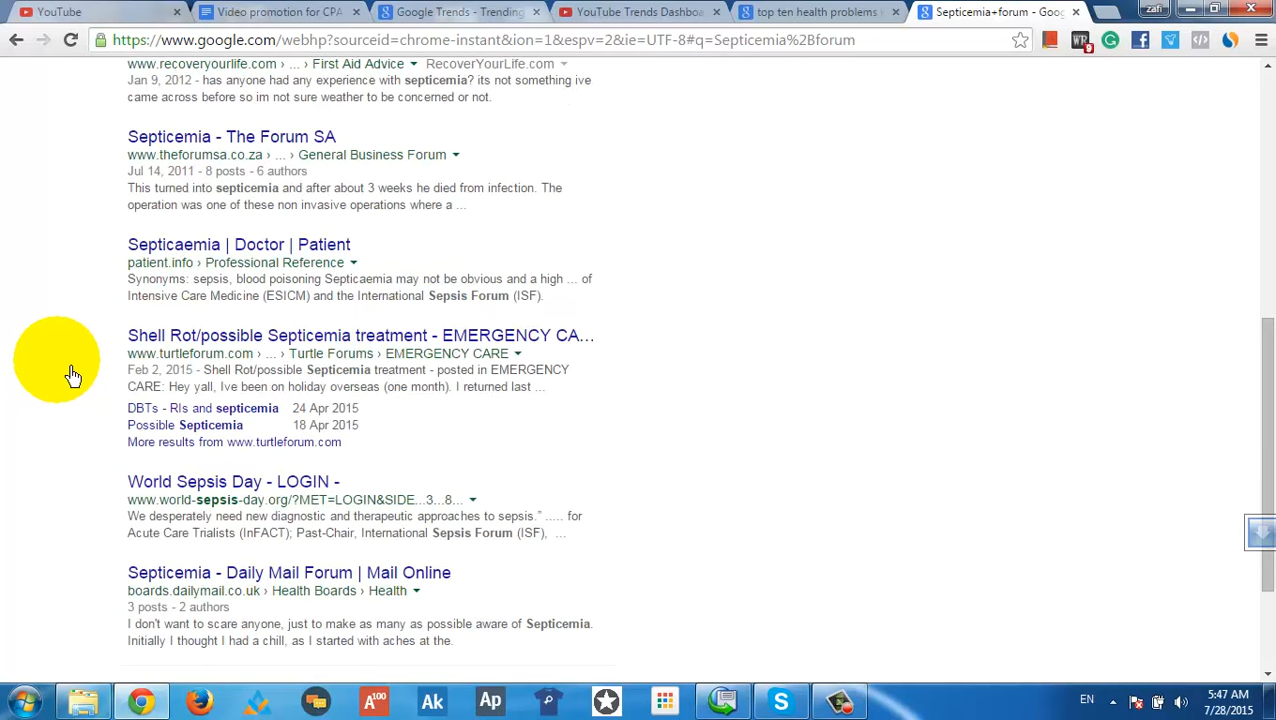 YouTube
Video promotion for CPA
Google Trends - Trending
YouTube Trends Dashboa
top ten health problems i
Septicemia+forum - Goog
zafi
https://www.google.com/webhp?sourceid=chrome-instant&ion=1&espv=2&ie=UTF-8#q=Septicemia%2Bforum
www.recoveryourlife.com › ... › First Aid Advice ▾ RecoverYourLife.com ▾
Jan 9, 2012 - has anyone had any experience with septicemia? its not something ive
came across before so im not sure weather to be concerned or not.
Septicemia - The Forum SA
www.theforumsa.co.za › ... › General Business Forum ▾
Jul 14, 2011 - 8 posts - 6 authors
This turned into septicemia and after about 3 weeks he died from infection. The
operation was one of these non invasive operations where a ...
Septicaemia | Doctor | Patient
patient.info › Professional Reference ▾
Synonyms: sepsis, blood poisoning Septicaemia may not be obvious and a high ... of
Intensive Care Medicine (ESICM) and the International Sepsis Forum (ISF).
Shell Rot/possible Septicemia treatment - EMERGENCY CA...
www.turtleforum.com › ... › Turtle Forums › EMERGENCY CARE ▾
Feb 2, 2015 - Shell Rot/possible Septicemia treatment - posted in EMERGENCY
CARE: Hey yall, Ive been on holiday overseas (one month). I returned last ...
DBTs - RIs and septicemia 24 Apr 2015
Possible Septicemia 18 Apr 2015
More results from www.turtleforum.com
World Sepsis Day - LOGIN -
www.world-sepsis-day.org/?MET=LOGIN&SIDE...3...8... ▾
We desperately need new diagnostic and therapeutic approaches to sepsis.” ..... for
Acute Care Trialists (InFACT); Past-Chair, International Sepsis Forum (ISF), ...
Septicemia - Daily Mail Forum | Mail Online
boards.dailymail.co.uk › Health Boards › Health ▾
3 posts - 2 authors
I don't want to scare anyone, just to make as many as possible aware of Septicemia.
Initially I thought I had a chill, as I started with aches at the.
A100
Ak
Ap
EN
5:47 AM
7/28/2015